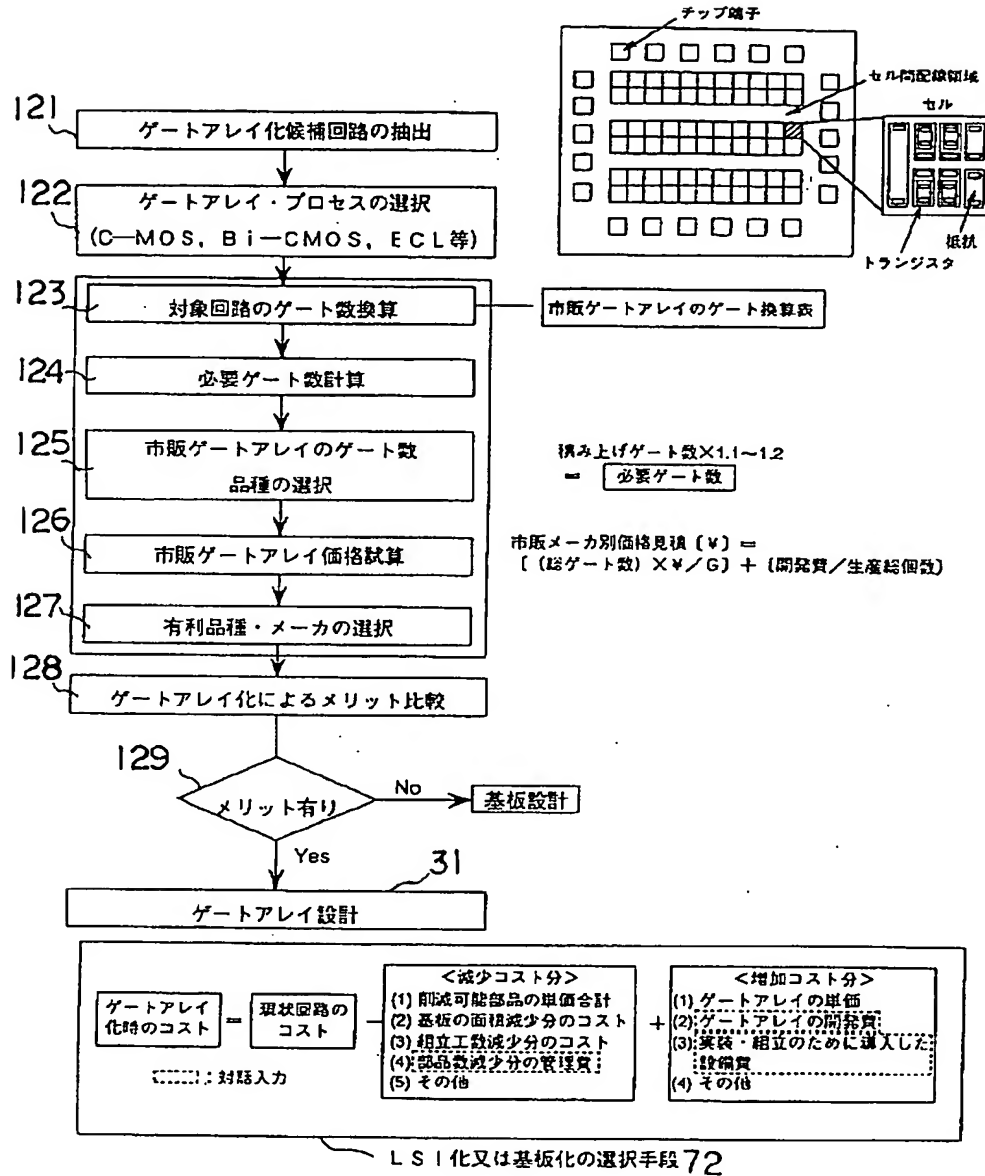 チップ端子
セル間配線領域
セル
抵抗
トランジスタ
121
ゲートアレイ化候補回路の抽出
122
ゲートアレイ・プロセスの選択
(C—MOS, Bi—CMOS, ECL等)
123
対象回路のゲート数換算
市販ゲートアレイのゲート換算表
124
必要ゲート数計算
125
市販ゲートアレイのゲート数
品種の選択
積み上げゲート数×1.1~1.2
= 必要ゲート数
126
市販ゲートアレイ価格試算
市販メーカ別価格見積 [¥] =
[ (総ゲート数) ×¥/G] + [開発費/生産総個数]
127
有利品種・メーカの選択
128
ゲートアレイ化によるメリット比較
129
メリット有り
No
基板設計
Yes
31
ゲートアレイ設計
ゲートアレイ
化時のコスト
=
現状回路の
コスト
−
<減少コスト分>
(1) 削減可能部品の単価合計
(2) 基板の面積減少分のコスト
(3) 組立工数減少分のコスト
(4) 部品数減少分の管理費
(5) その他
+
<増加コスト分>
(1) ゲートアレイの単価
(2) ゲートアレイの開発費
(3) 実装・組立のために導入した
設備費
(4) その他
: 対話入力
LSI化又は基板化の選択手段 72